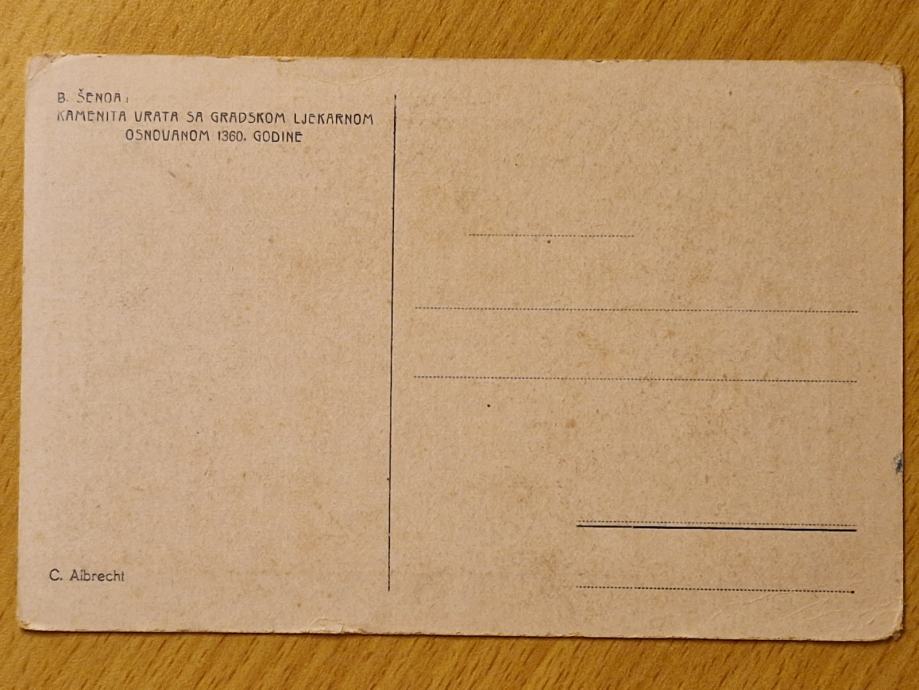 B. ŠENOA:
KAMENITA VRATA SA GRADSKOM LJEKARNOM
OSNOVANOM 1360. GODINE
C. Albrecht